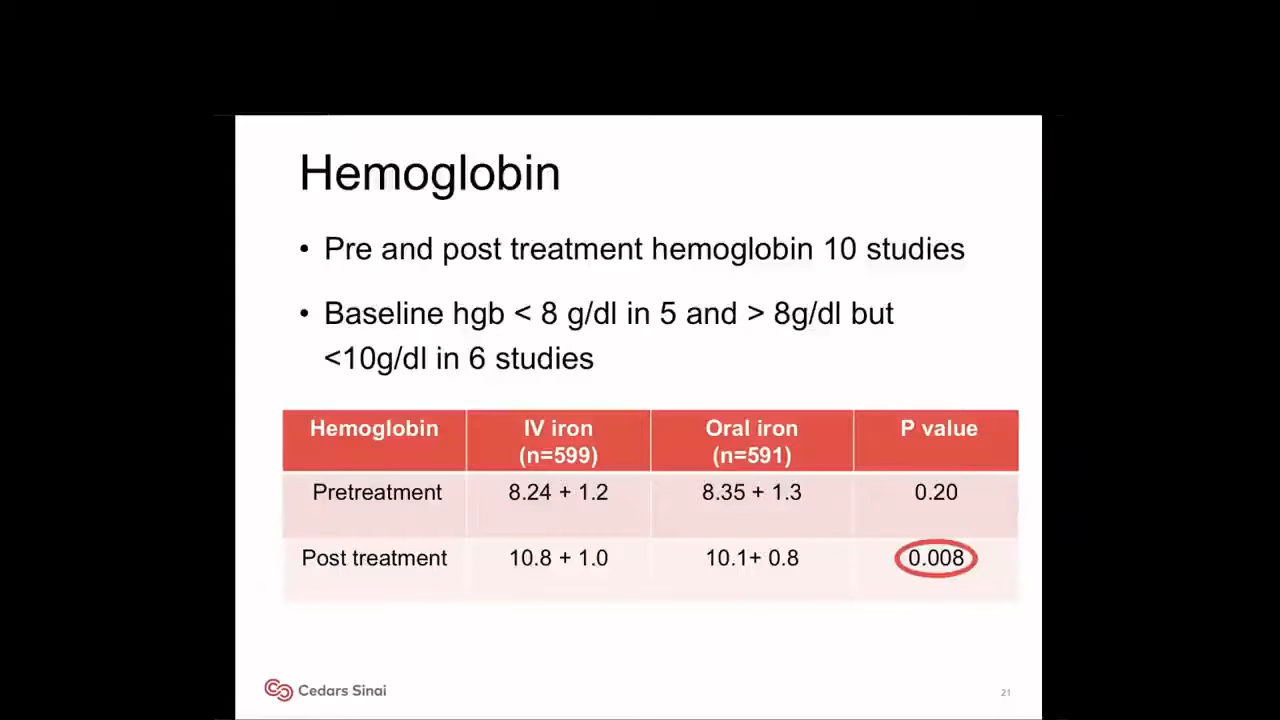 Hemoglobin
• Pre and post treatment hemoglobin 10 studies
• Baseline hgb < 8 g/dl in 5 and > 8g/dl but
<10g/dl in 6 studies
Hemoglobin IV iron (n=599) Oral iron (n=591) P value
Pretreatment 8.24 + 1.2 8.35 + 1.3 0.20
Post treatment 10.8 + 1.0 10.1+ 0.8 0.008
Cedars Sinai
21